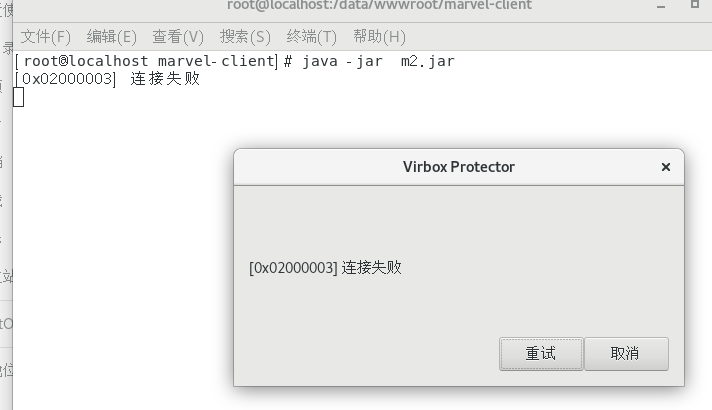 root@localhost:/data/wwwroot/marvel-client
文件(F) 编辑(E) 查看(V) 搜索(S) 终端(T) 帮助(H)
[root@localhost marvel-client]# java -jar m2.jar
[0x02000003] 连接失败
Virbox Protector
[0x02000003] 连接失败
重试 取消